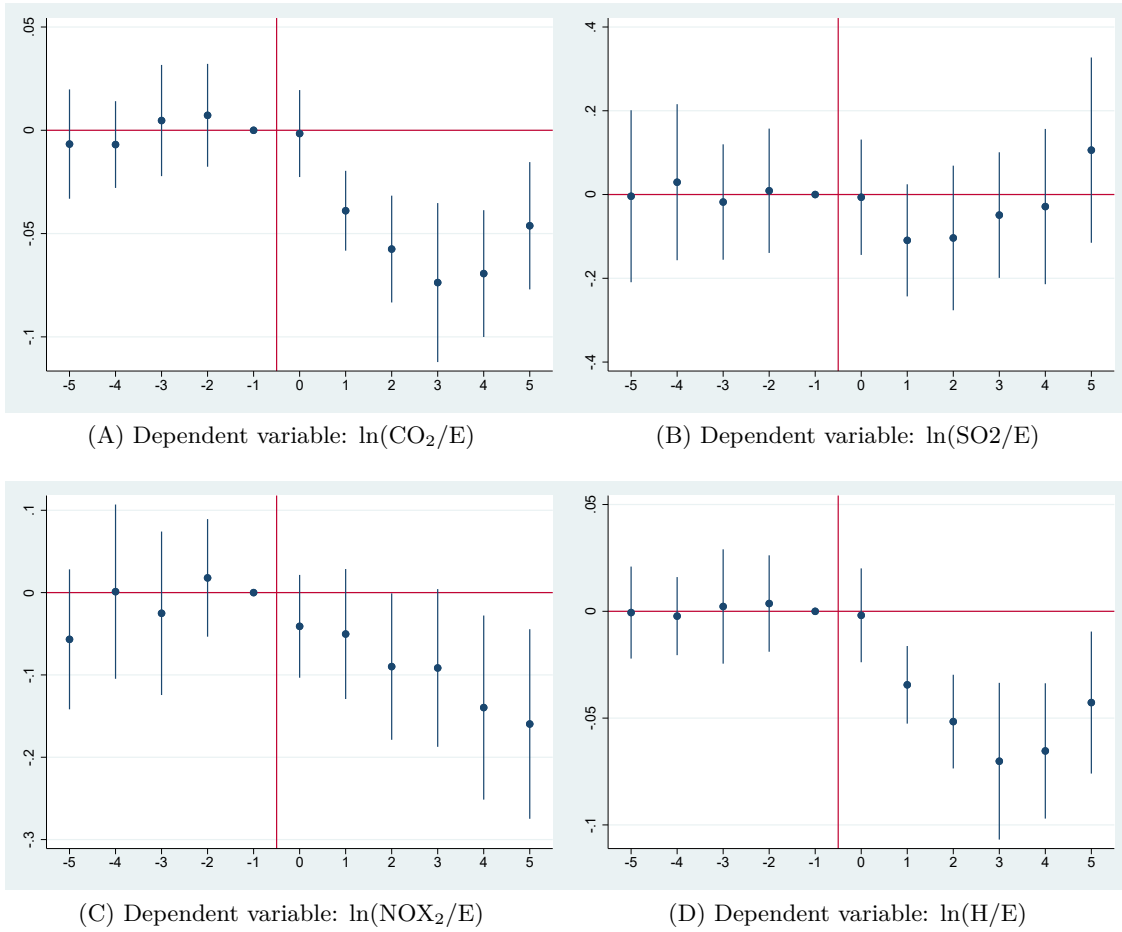 .05
0
-.05
-.1
-5 -4 -3 -2 -1 0 1 2 3 4 5
(A) Dependent variable: ln(CO₂/E)
.4
.2
0
-.2
-.4
-5 -4 -3 -2 -1 0 1 2 3 4 5
(B) Dependent variable: ln(SO2/E)
.1
0
-.1
-.2
-.3
-5 -4 -3 -2 -1 0 1 2 3 4 5
(C) Dependent variable: ln(NOX₂/E)
.05
0
-.05
-.1
-5 -4 -3 -2 -1 0 1 2 3 4 5
(D) Dependent variable: ln(H/E)